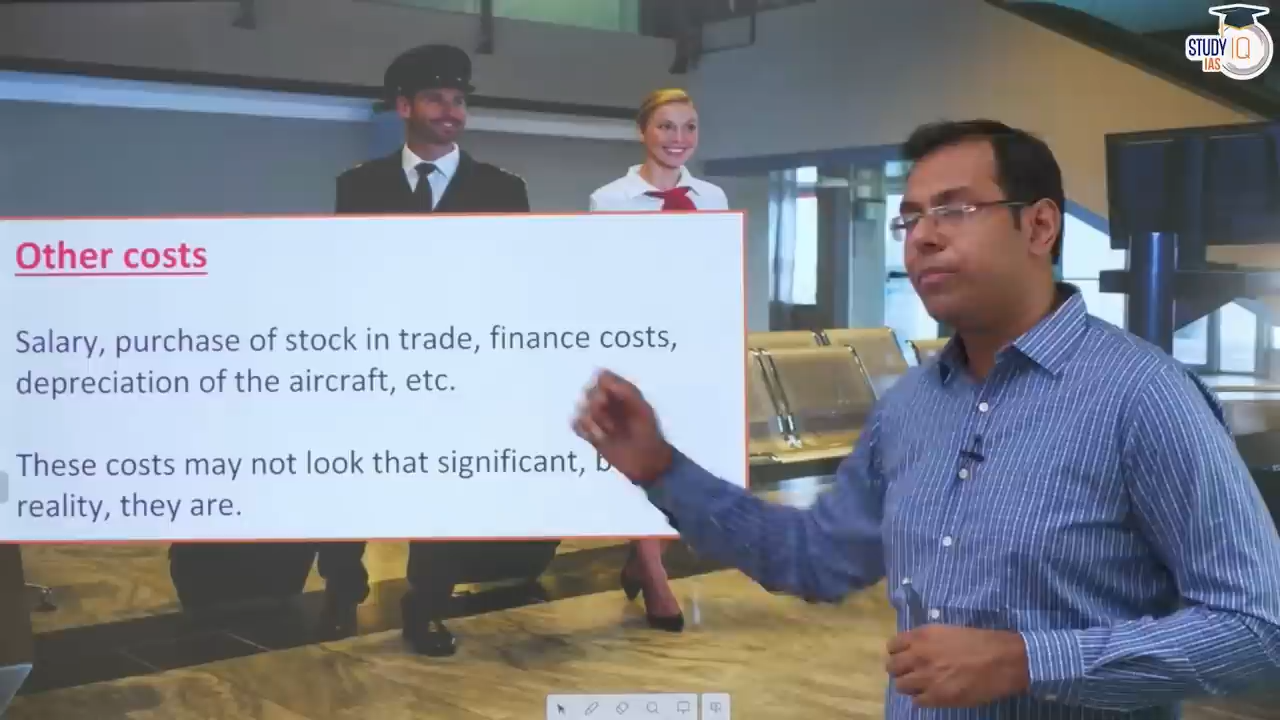 STUDY IQ
IAS
Other costs
Salary, purchase of stock in trade, finance costs,
depreciation of the aircraft, etc.
These costs may not look that significant,
reality, they are.